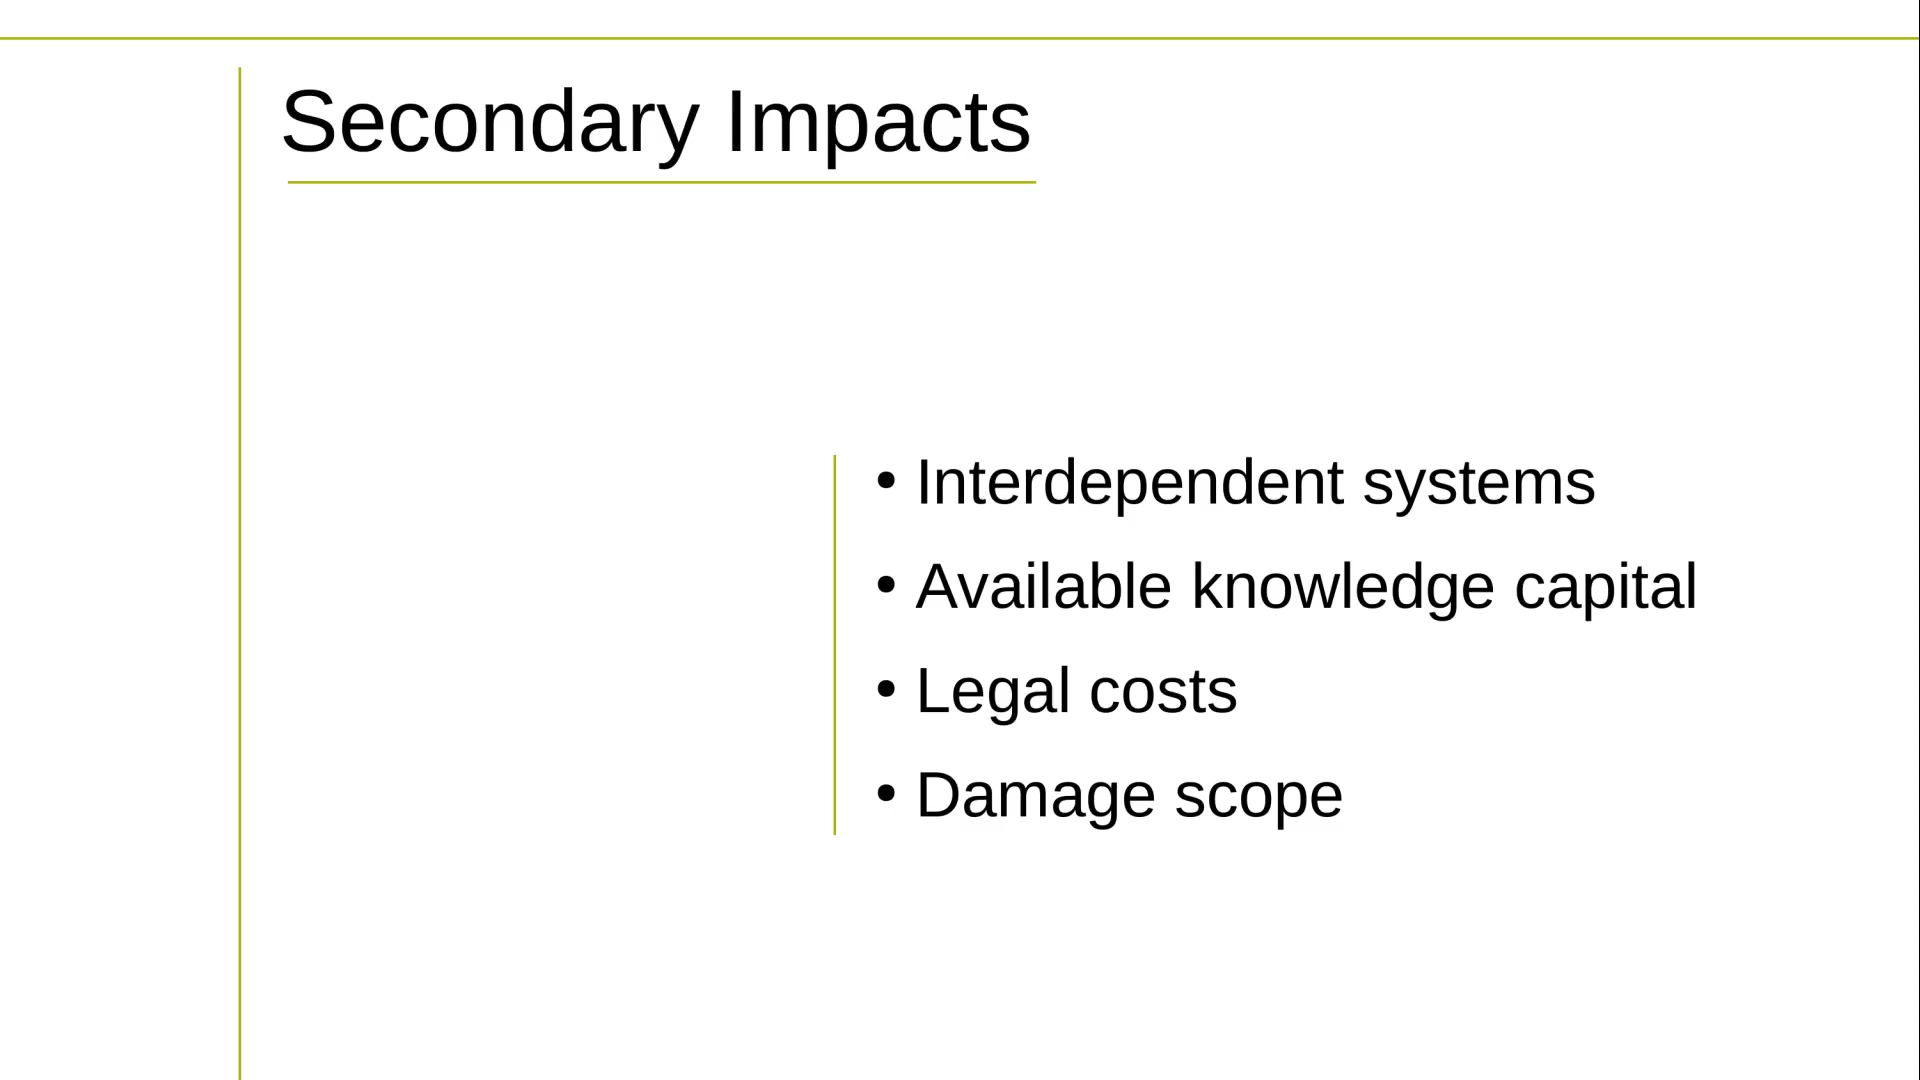 Secondary Impacts
• Interdependent systems
• Available knowledge capital
• Legal costs
• Damage scope